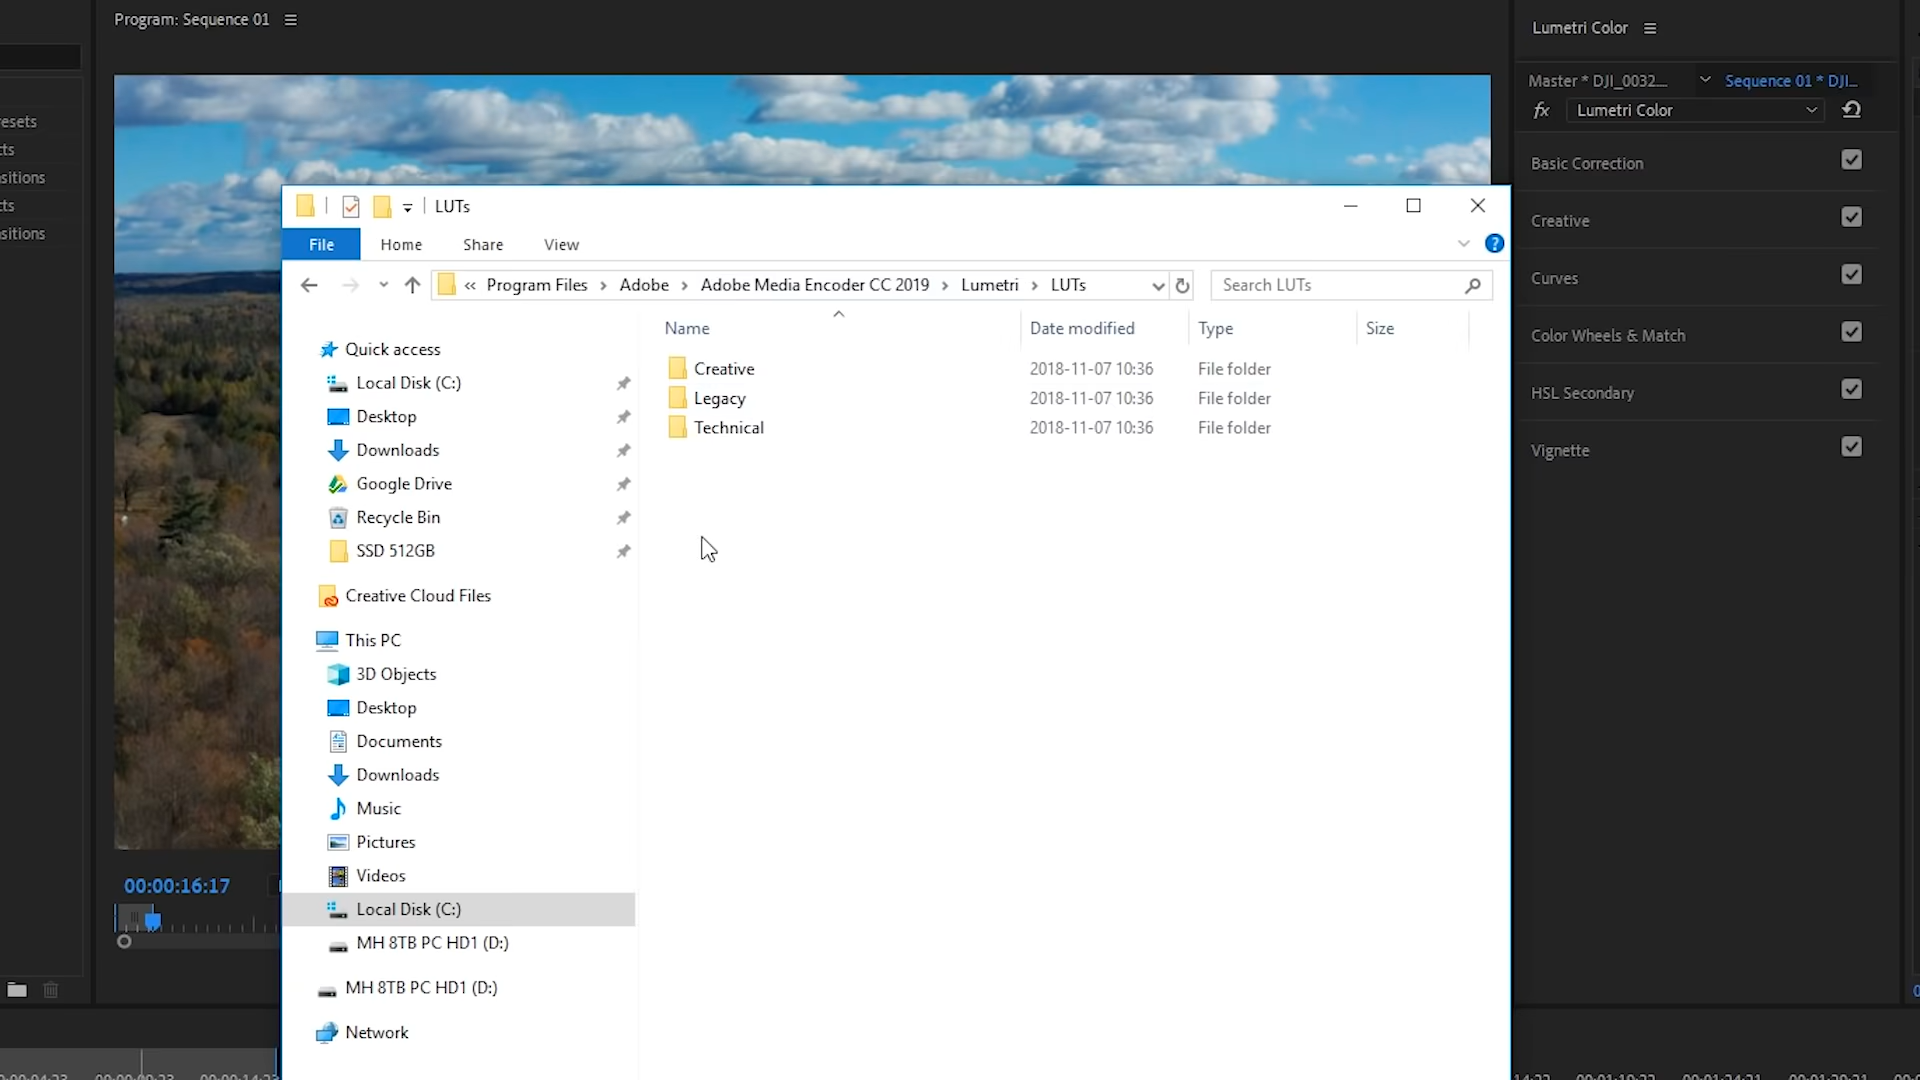 Program: Sequence 01
Lumetri Color
Master * DJI_0032...
Sequence 01 * DJI...
fx
Lumetri Color
Basic Correction
Creative
Curves
Color Wheels & Match
HSL Secondary
Vignette
esets
ts
sitions
ts
sitions
LUTs
File
Home
Share
View
?
« Program Files > Adobe > Adobe Media Encoder CC 2019 > Lumetri > LUTs
Search LUTs
Name
Date modified
Type
Size
Creative
2018-11-07 10:36
File folder
Legacy
2018-11-07 10:36
File folder
Technical
2018-11-07 10:36
File folder
Quick access
Local Disk (C:)
Desktop
Downloads
Google Drive
Recycle Bin
SSD 512GB
Creative Cloud Files
This PC
3D Objects
Desktop
Documents
Downloads
Music
Pictures
Videos
Local Disk (C:)
MH 8TB PC HD1 (D:)
MH 8TB PC HD1 (D:)
Network
00:00:16:17